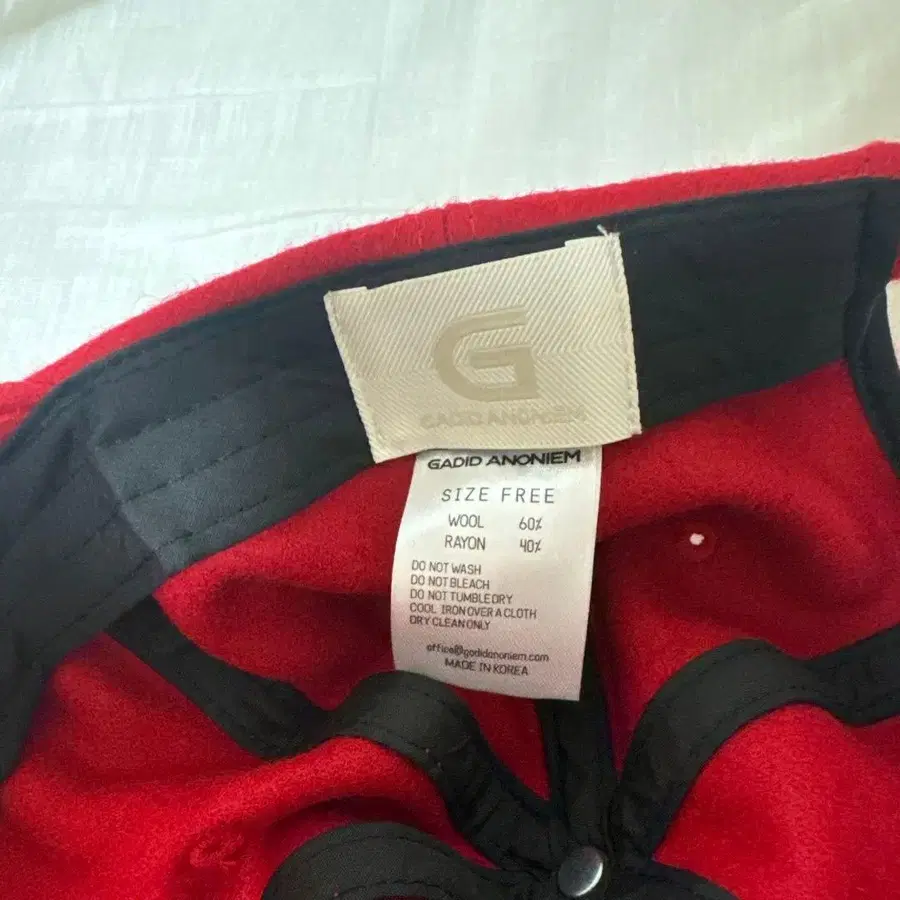 G
GADID ANONIEM
GADID ANONIEM
SIZE FREE
WOOL 60%
RAYON 40%
DO NOT WASH
DO NOT BLEACH
DO NOT TUMBLE DRY
COOL IRON OVER A CLOTH
DRY CLEAN ONLY
office@gadidanoniem.com
MADE IN KOREA